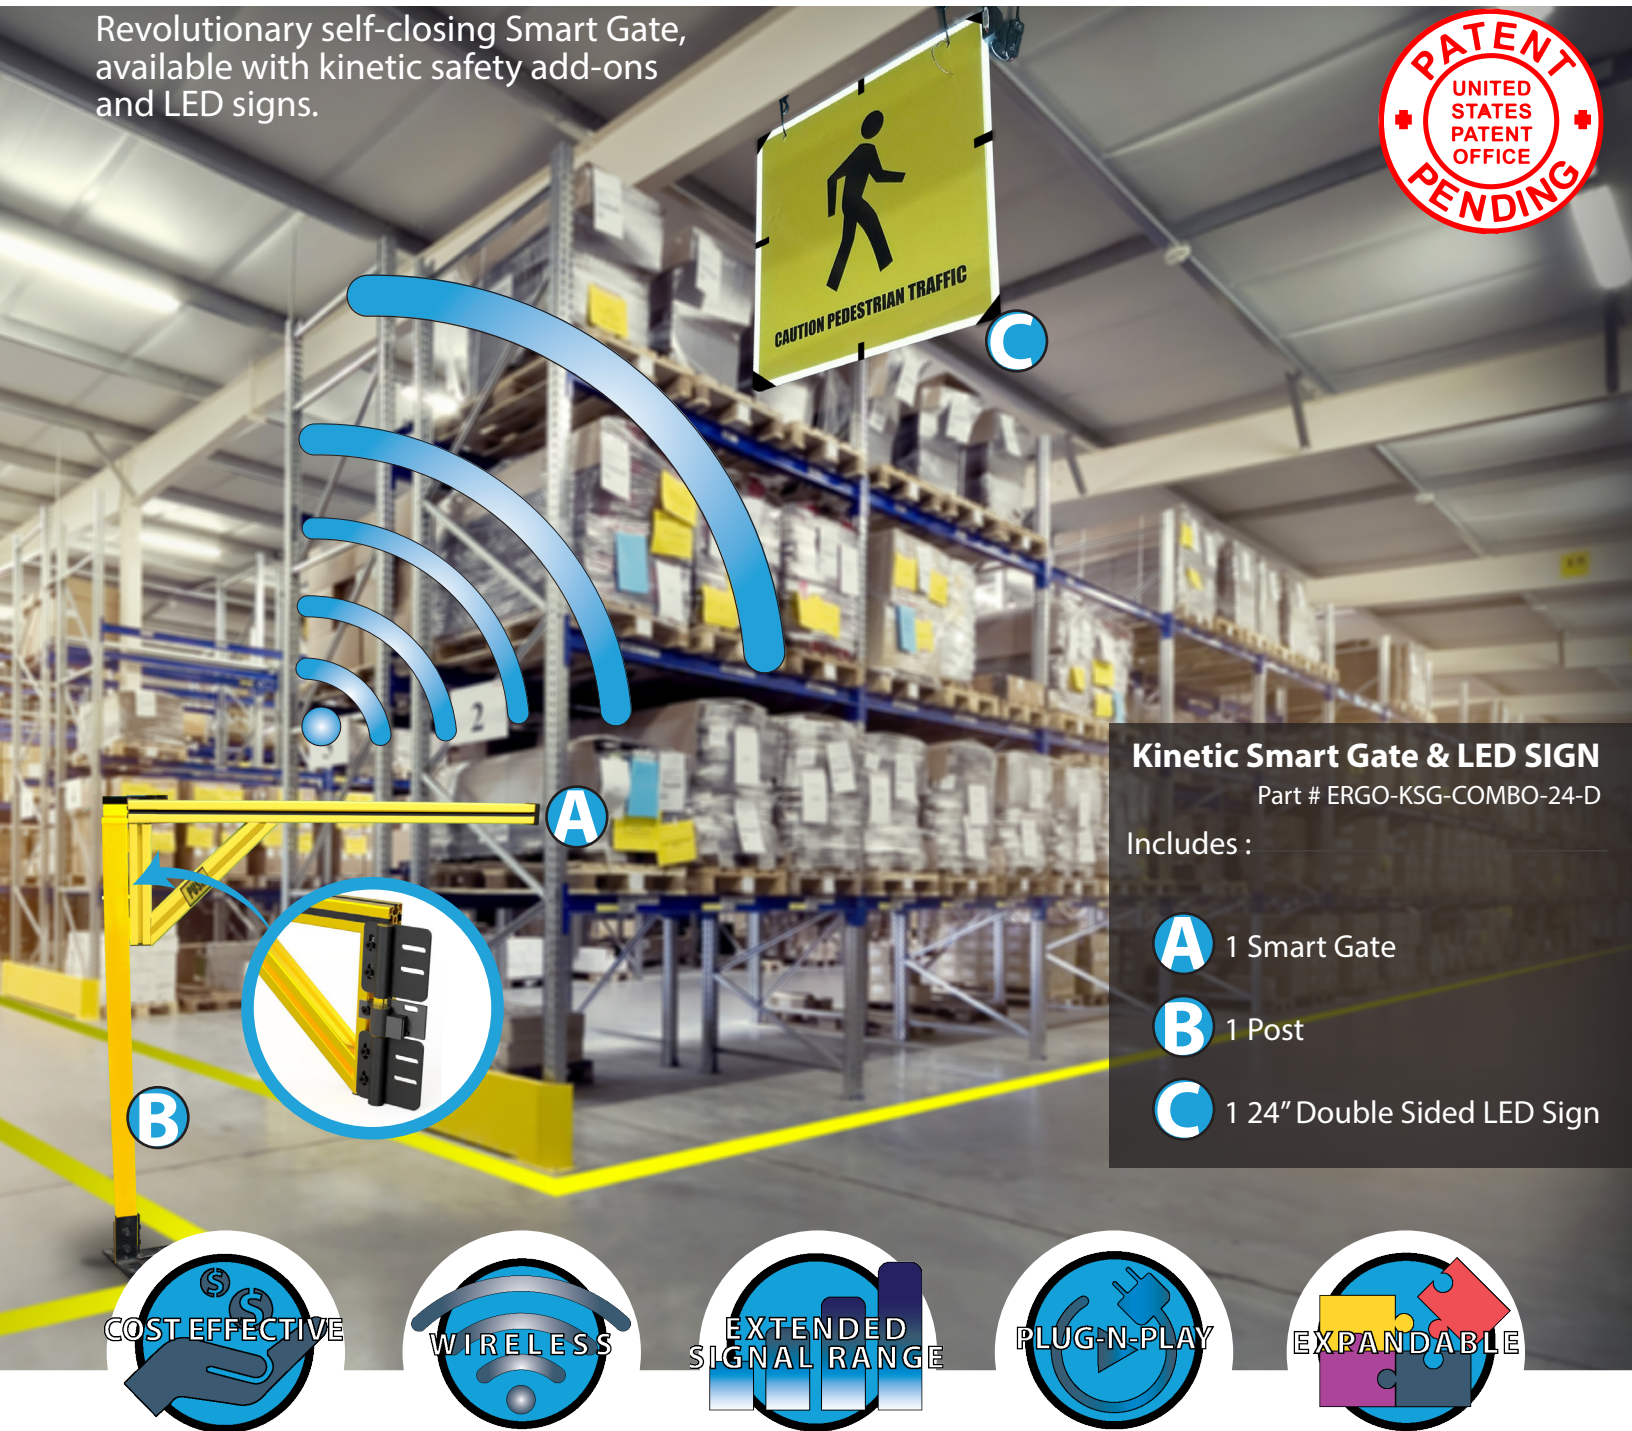 Revolutionary self-closing Smart Gate,
available with kinetic safety add-ons
and LED signs.
PATENT
UNITED
STATES
PATENT
OFFICE
PENDING
CAUTION PEDESTRIAN TRAFFIC
C
2
A
B
Kinetic Smart Gate & LED SIGN
Part # ERGO-KSG-COMBO-24-D
Includes :
A 1 Smart Gate
B 1 Post
C 1 24” Double Sided LED Sign
COST EFFECTIVE
WIRELESS
EXTENDED
SIGNAL RANGE
PLUG-N-PLAY
EXPANDABLE